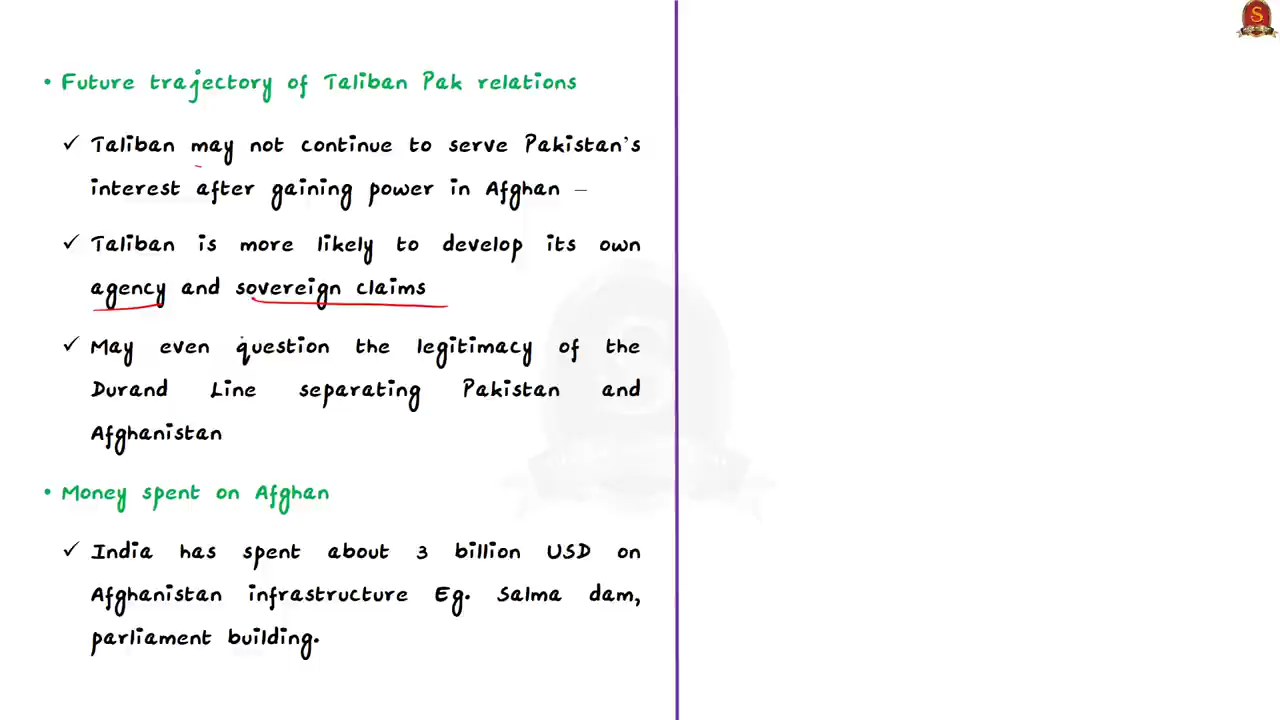 • Future trajectory of Taliban Pak relations
✓ Taliban may not continue to serve Pakistan's
interest after gaining power in Afghan –
✓ Taliban is more likely to develop its own
agency and sovereign claims
✓ May even question the legitimacy of the
Durand Line separating Pakistan and
Afghanistan
• Money spent on Afghan
✓ India has spent about 3 billion USD on
Afghanistan infrastructure Eg. Salma dam,
parliament building.
S